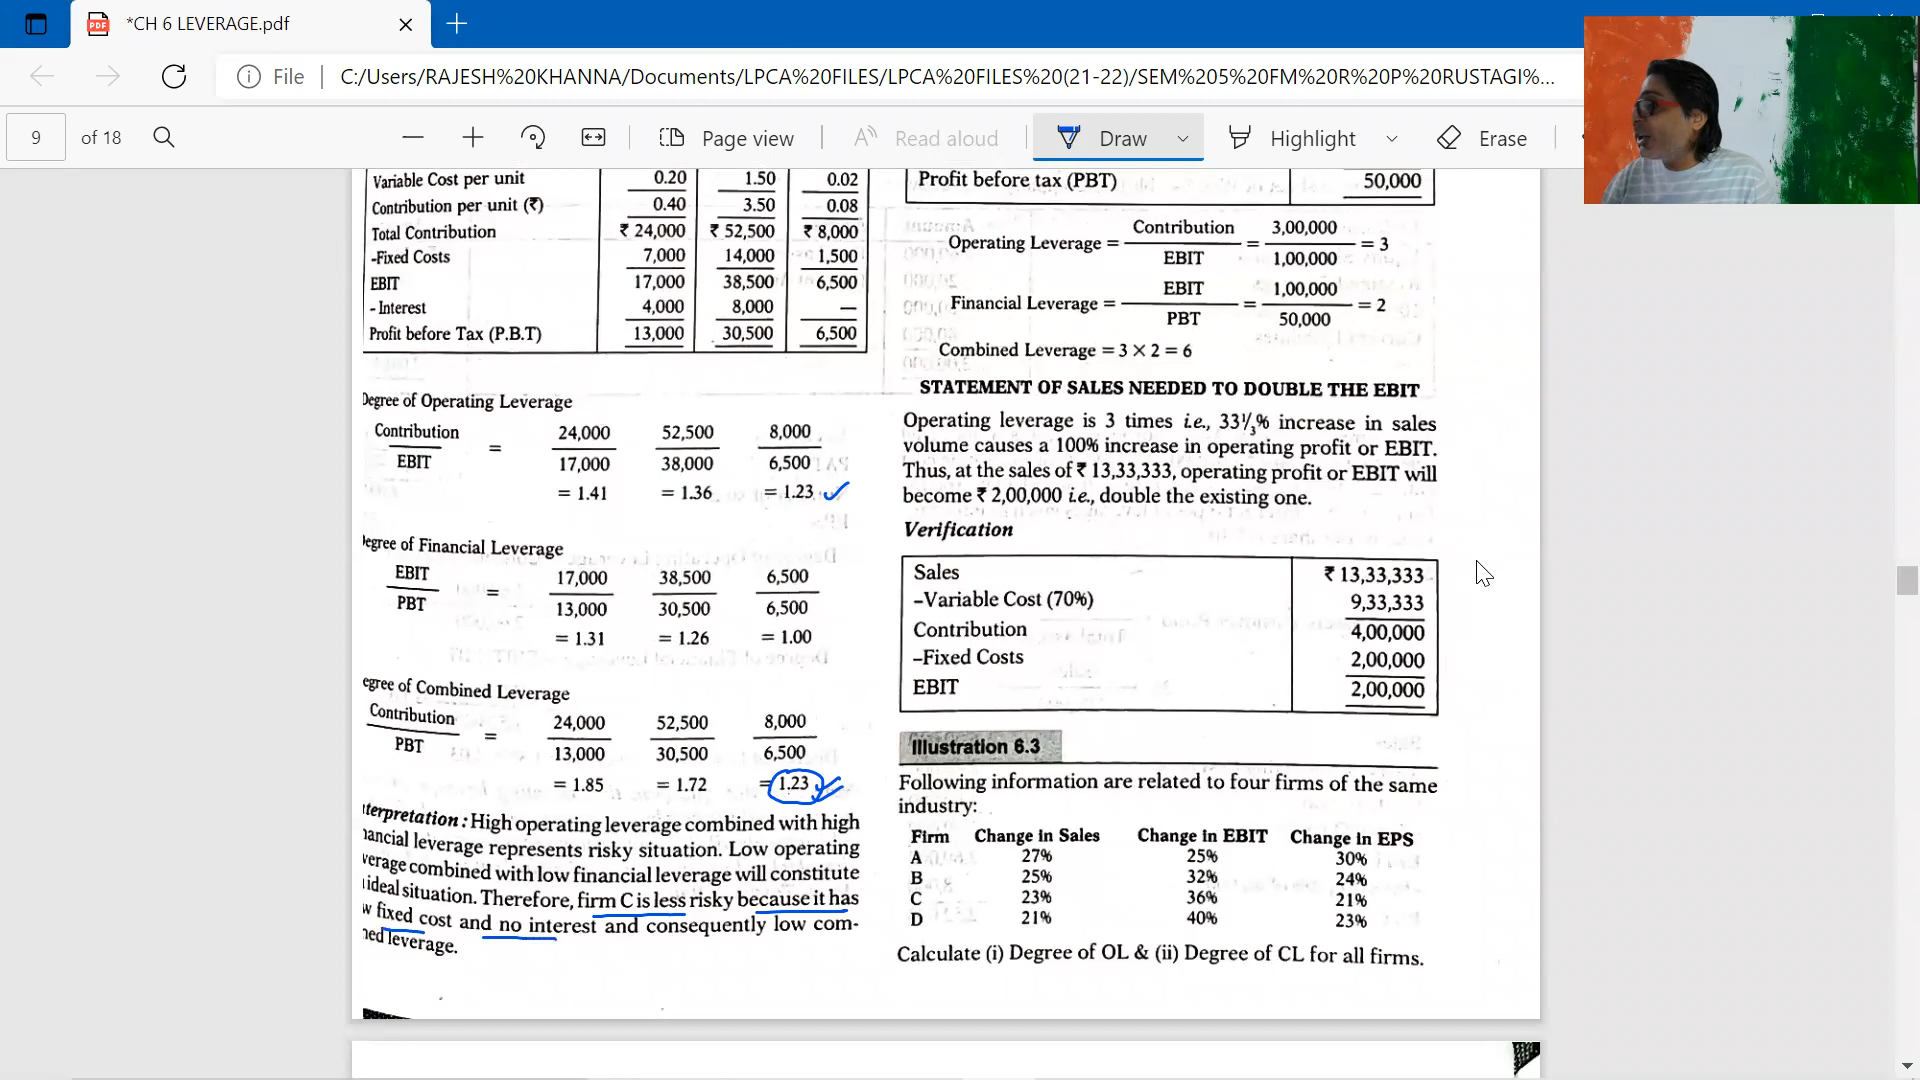 *CH 6 LEVERAGE.pdf
File
C:/Users/RAJESH%20KHANNA/Documents/LPCA%20FILES/LPCA%20FILES%20(21-22)/SEM%205%20FM%20R%20P%20RUSTAGI%...
9 of 18
Page view
Read aloud
Draw
Highlight
Erase
Variable Cost per unit 0.20 1.50 0.02
Contribution per unit (₹) 0.40 3.50 0.08
Total Contribution ₹ 24,000 ₹ 52,500 ₹ 8,000
-Fixed Costs 7,000 14,000 1,500
EBIT 17,000 38,500 6,500
- Interest 4,000 8,000 —
Profit before Tax (P.B.T) 13,000 30,500 6,500
Degree of Operating Leverage
Contribution 24,000 52,500 8,000
=
EBIT 17,000 38,000 6,500
= 1.41 = 1.36 = 1.23
egree of Financial Leverage
EBIT 17,000 38,500 6,500
=
PBT 13,000 30,500 6,500
= 1.31 = 1.26 = 1.00
egree of Combined Leverage
Contribution 24,000 52,500 8,000
=
PBT 13,000 30,500 6,500
= 1.85 = 1.72 = 1.23
terpretation : High operating leverage combined with high
nancial leverage represents risky situation. Low operating
verage combined with low financial leverage will constitute
ideal situation. Therefore, firm C is less risky because it has
w fixed cost and no interest and consequently low com-
ned leverage.
Profit before tax (PBT) 50,000
Operating Leverage = Contribution / EBIT = 3,00,000 / 1,00,000 = 3
Financial Leverage = EBIT / PBT = 1,00,000 / 50,000 = 2
Combined Leverage = 3 × 2 = 6
STATEMENT OF SALES NEEDED TO DOUBLE THE EBIT
Operating leverage is 3 times i.e., 33⅓% increase in sales
volume causes a 100% increase in operating profit or EBIT.
Thus, at the sales of ₹ 13,33,333, operating profit or EBIT will
become ₹ 2,00,000 i.e., double the existing one.
Verification
Sales ₹ 13,33,333
–Variable Cost (70%) 9,33,333
Contribution 4,00,000
–Fixed Costs 2,00,000
EBIT 2,00,000
Illustration 6.3
Following information are related to four firms of the same
industry:
Firm Change in Sales Change in EBIT Change in EPS
A 27% 25% 30%
B 25% 32% 24%
C 23% 36% 21%
D 21% 40% 23%
Calculate (i) Degree of OL & (ii) Degree of CL for all firms.